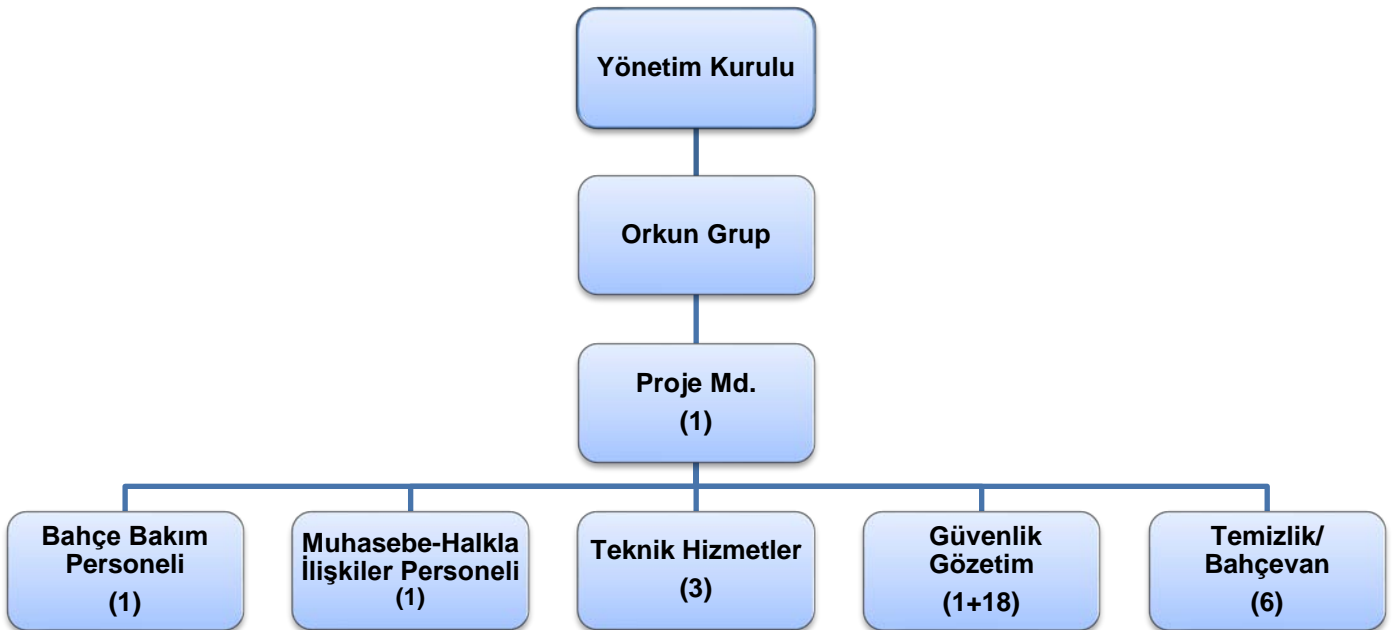 Yönetim Kurulu
Orkun Grup
Proje Md.
(1)
Bahçe Bakım
Personeli
(1)
Muhasebe-Halkla
İlişkiler Personeli
(1)
Teknik Hizmetler
(3)
Güvenlik
Gözetim
(1+18)
Temizlik/
Bahçevan
(6)